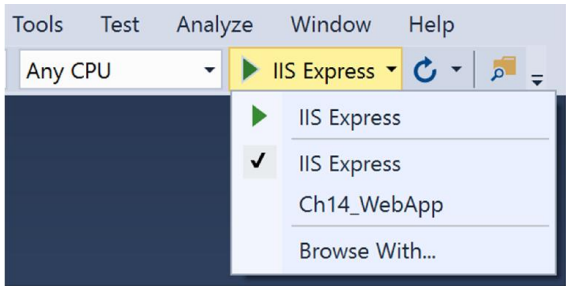 Tools Test Analyze Window Help
Any CPU IIS Express
IIS Express
IIS Express
Ch14_WebApp
Browse With...